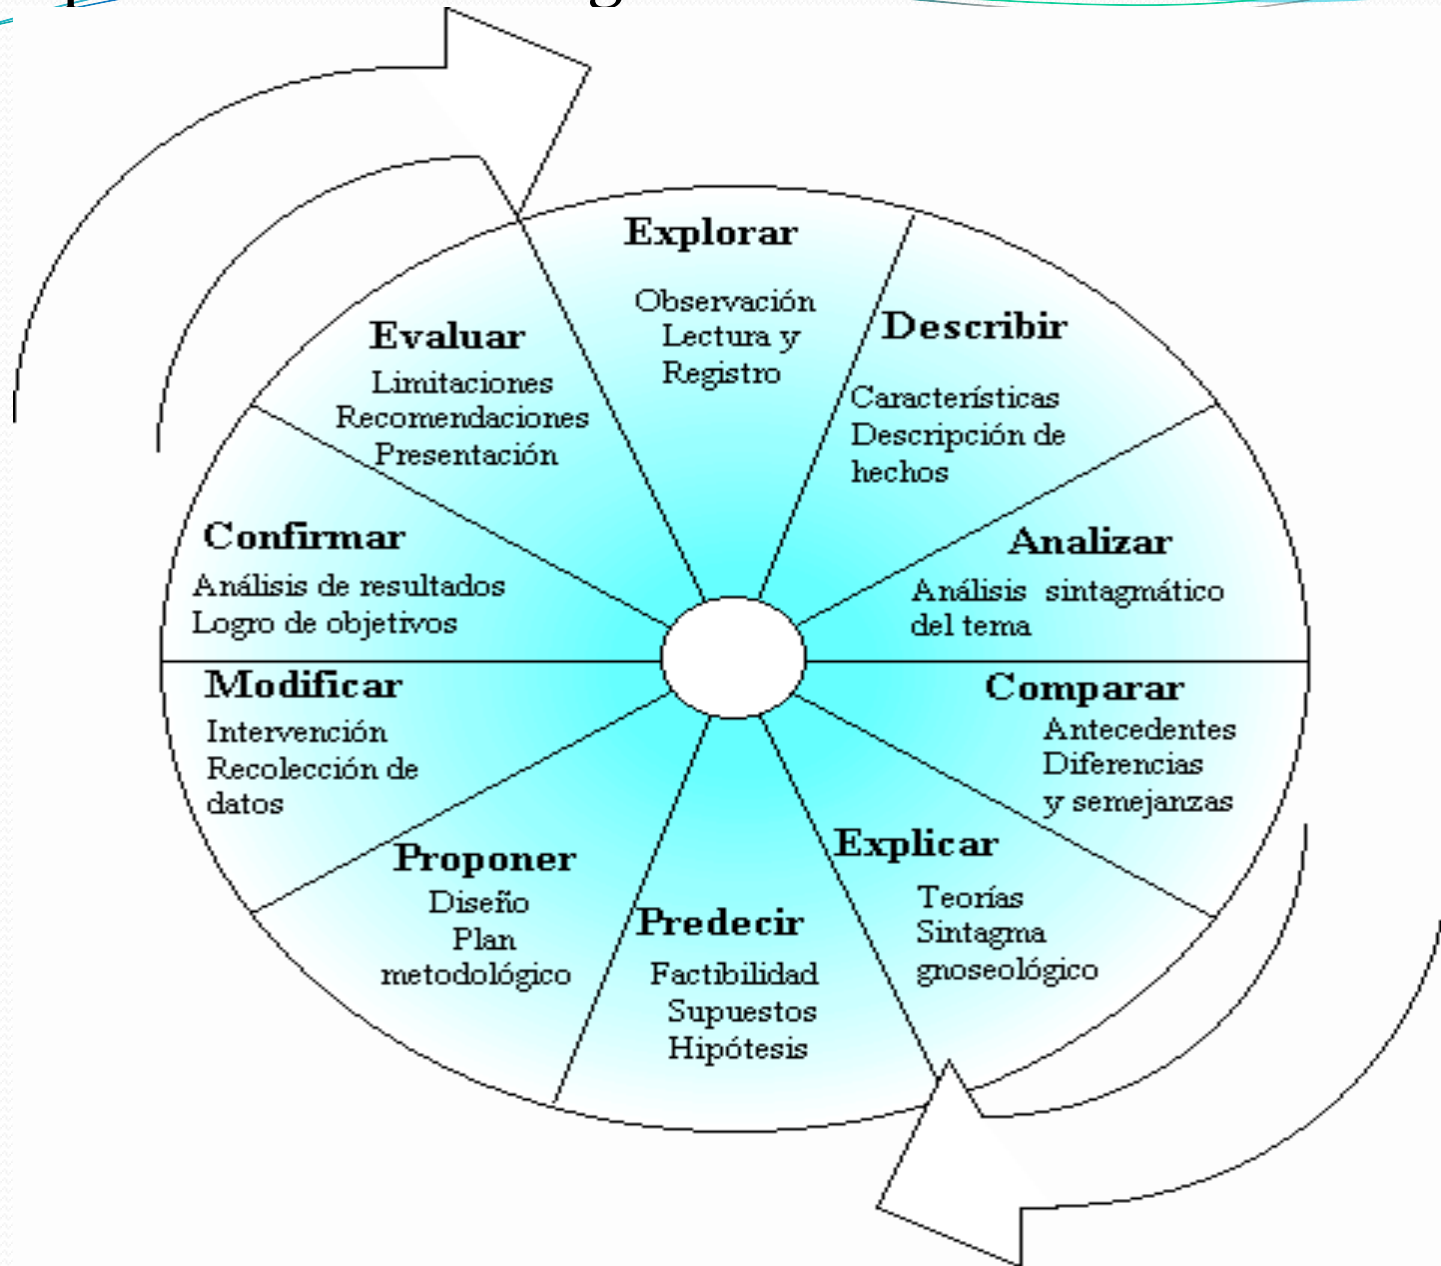 Explorar
Observación
Lectura y
Registro
Describir
Características
Descripción de
hechos
Analizar
Análisis sintagmático
del tema
Comparar
Antecedentes
Diferencias
y semejanzas
Explicar
Teorías
Sintagma
gnoseológico
Predecir
Factibilidad
Supuestos
Hipótesis
Proponer
Diseño
Plan
metodológico
Modificar
Intervención
Recolección de
datos
Confirmar
Análisis de resultados
Logro de objetivos
Evaluar
Limitaciones
Recomendaciones
Presentación